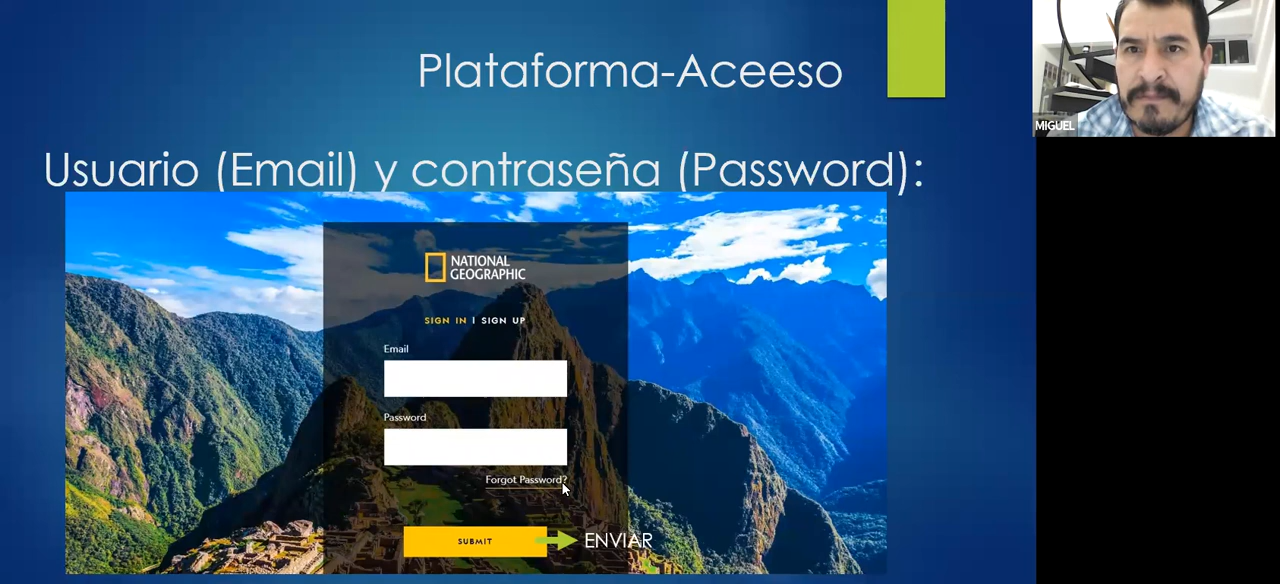 Plataforma-Aceeso
MIGUEL
Usuario (Email) y contraseña (Password):
NATIONAL
GEOGRAPHIC
SIGN IN | SIGN UP
Email
Password
Forgot Password?
SUBMIT
ENVIAR